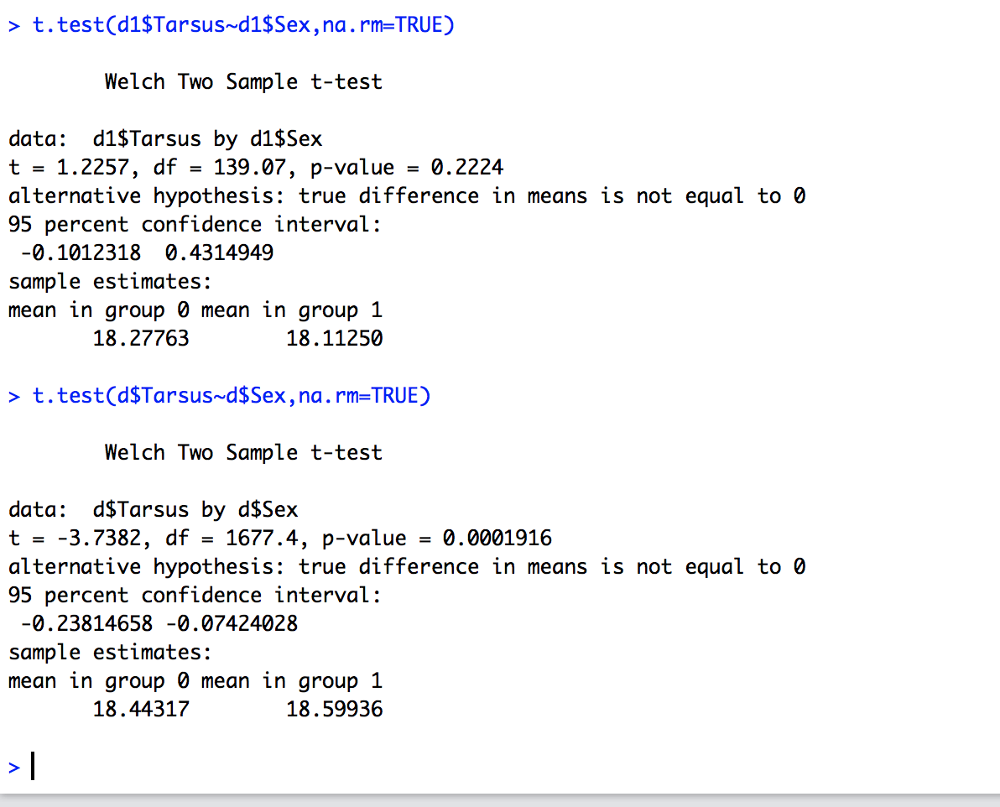 > t.test(d1$Tarsus~d1$Sex,na.rm=TRUE)
Welch Two Sample t-test
data:  d1$Tarsus by d1$Sex
t = 1.2257, df = 139.07, p-value = 0.2224
alternative hypothesis: true difference in means is not equal to 0
95 percent confidence interval:
-0.1012318  0.4314949
sample estimates:
mean in group 0 mean in group 1
18.27763        18.11250
> t.test(d$Tarsus~d$Sex,na.rm=TRUE)
Welch Two Sample t-test
data:  d$Tarsus by d$Sex
t = -3.7382, df = 1677.4, p-value = 0.0001916
alternative hypothesis: true difference in means is not equal to 0
95 percent confidence interval:
-0.23814658 -0.07424028
sample estimates:
mean in group 0 mean in group 1
18.44317        18.59936
>